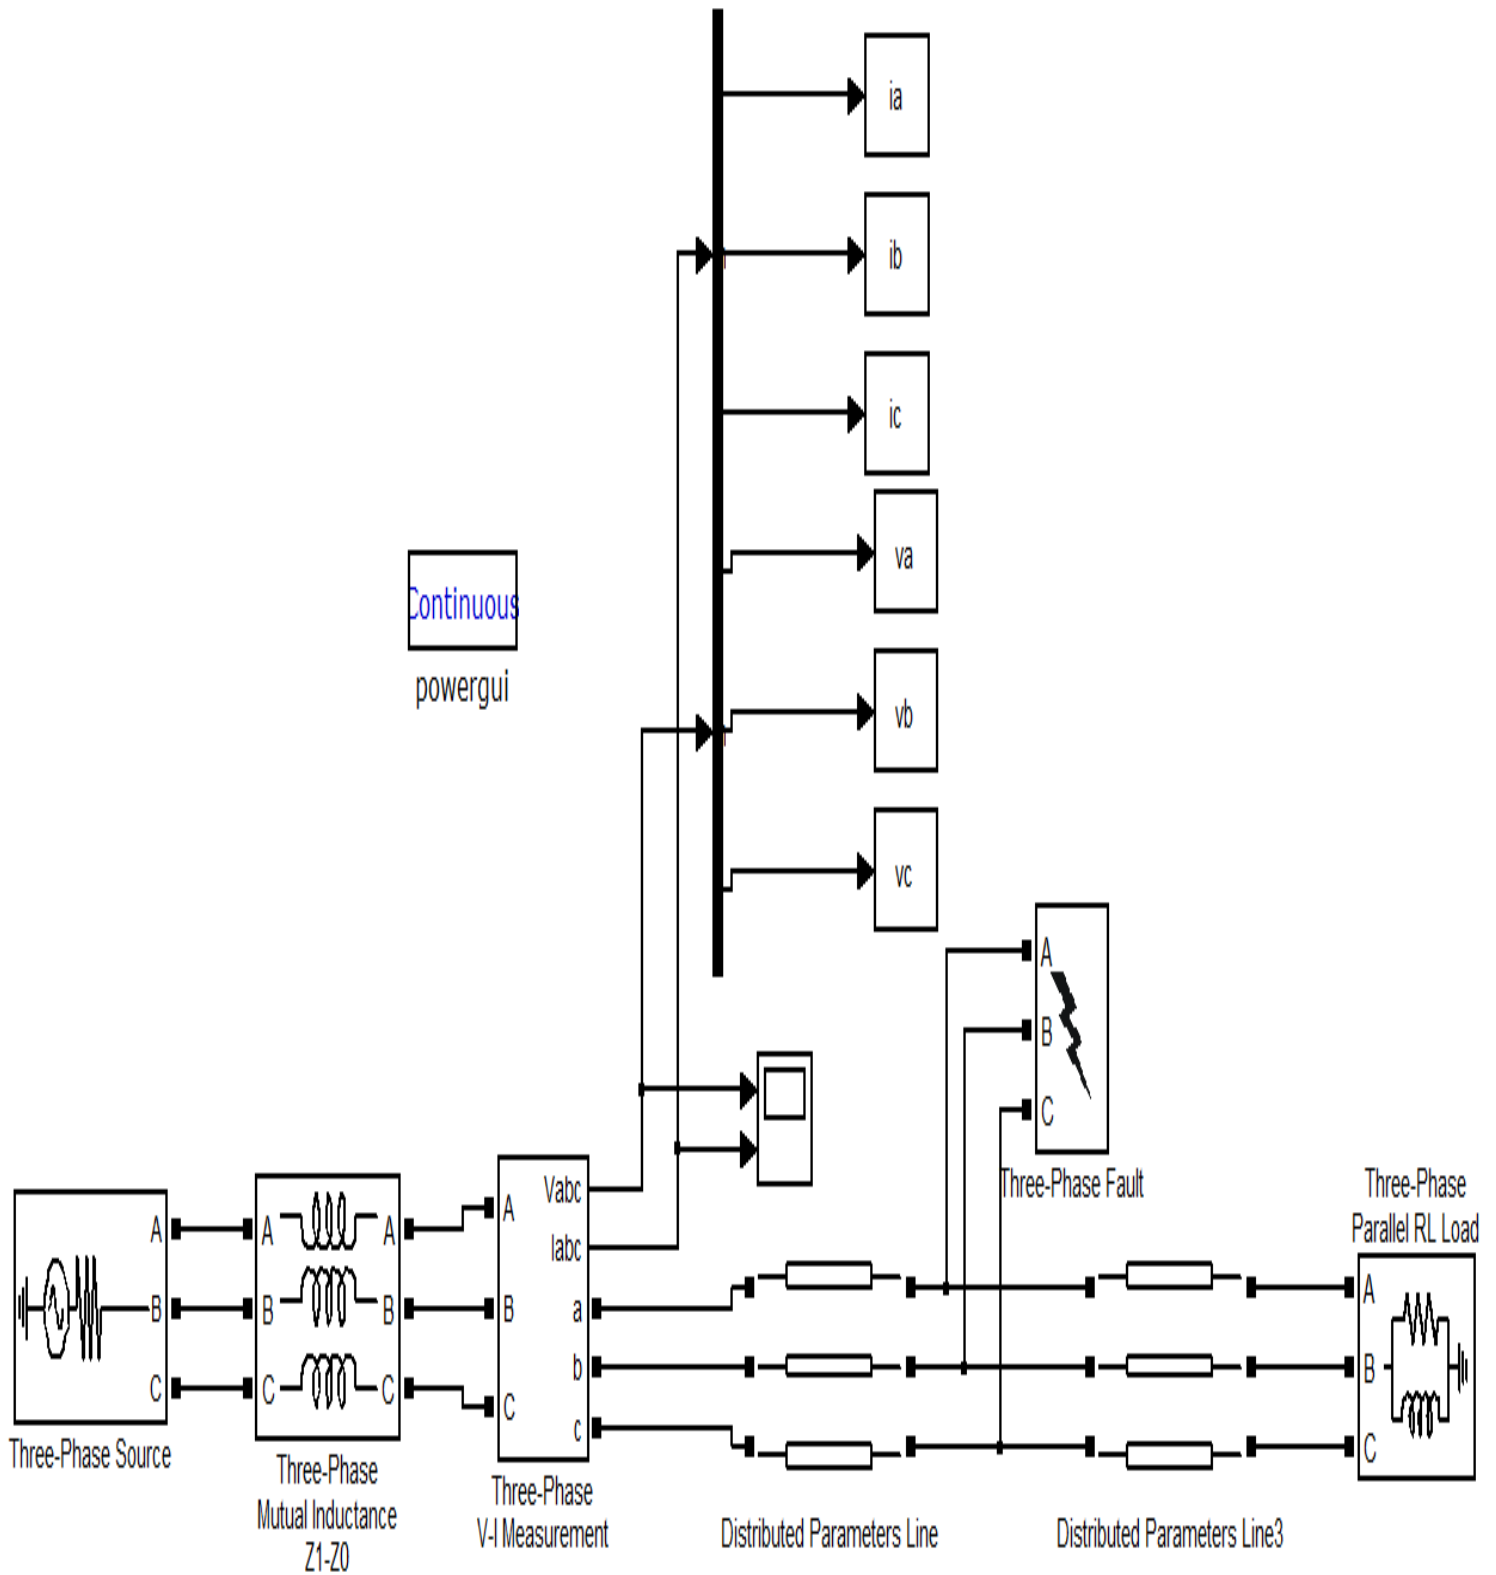 ia
ib
ic
va
Continuous
powergui
vb
vc
A
B
C
Three-Phase Fault
Three-Phase
Parallel RL Load
A
B
C
A
B
C
A
B
C
A
B
C
Vabc
Iabc
a
b
c
A
B
C
Three-Phase Source
Three-Phase
Mutual Inductance
Z1-Z0
Three-Phase
V-I Measurement
Distributed Parameters Line
Distributed Parameters Line3